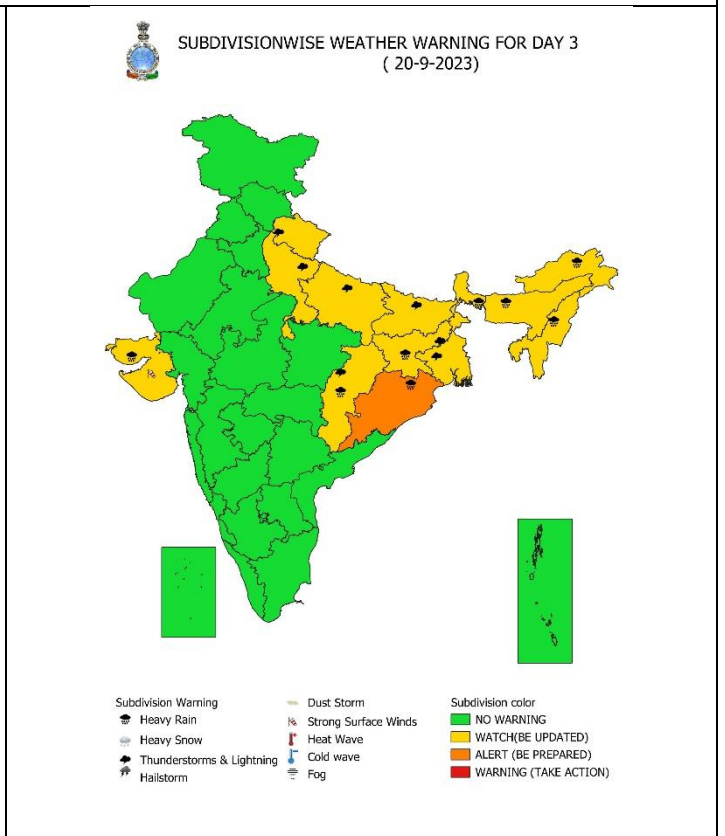 SUBDIVISIONWISE WEATHER WARNING FOR DAY 3
( 20-9-2023)
Subdivision Warning
Heavy Rain
Heavy Snow
Thunderstorms & Lightning
Hailstorm
Dust Storm
Strong Surface Winds
Heat Wave
Cold wave
Fog
Subdivision color
NO WARNING
WATCH(BE UPDATED)
ALERT (BE PREPARED)
WARNING (TAKE ACTION)